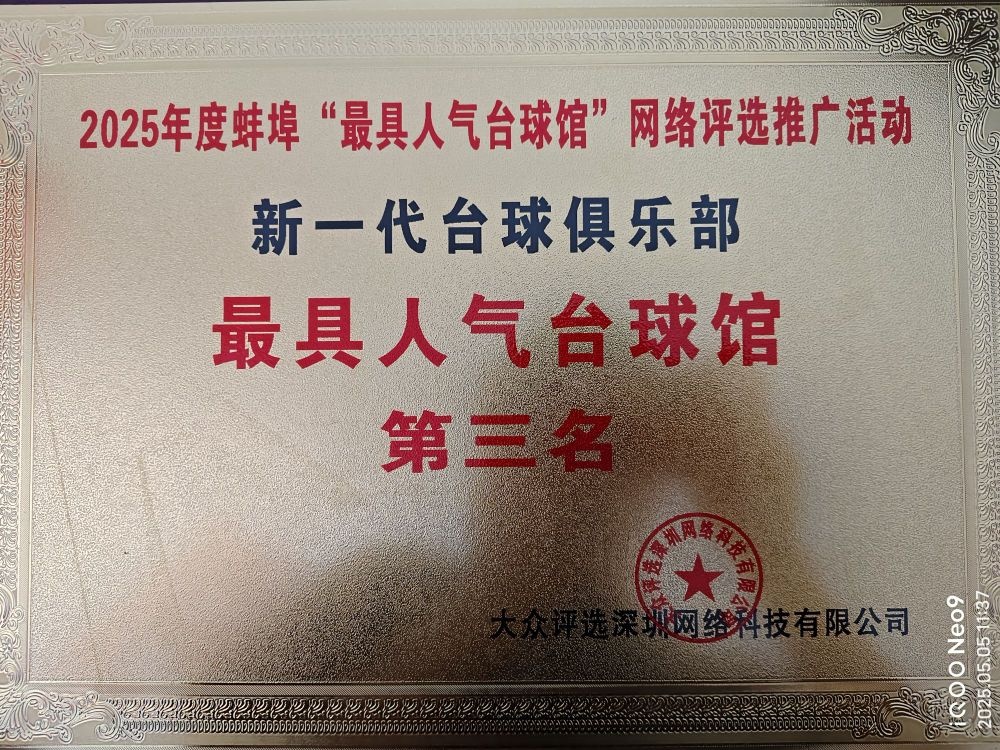 2025年度蚌埠“最具人气台球馆”网络评选推广活动
新一代台球俱乐部
最具人气台球馆
第三名
大众评选深圳网络科技有限公司
iQOO Neo9
2025.05.05 11:37